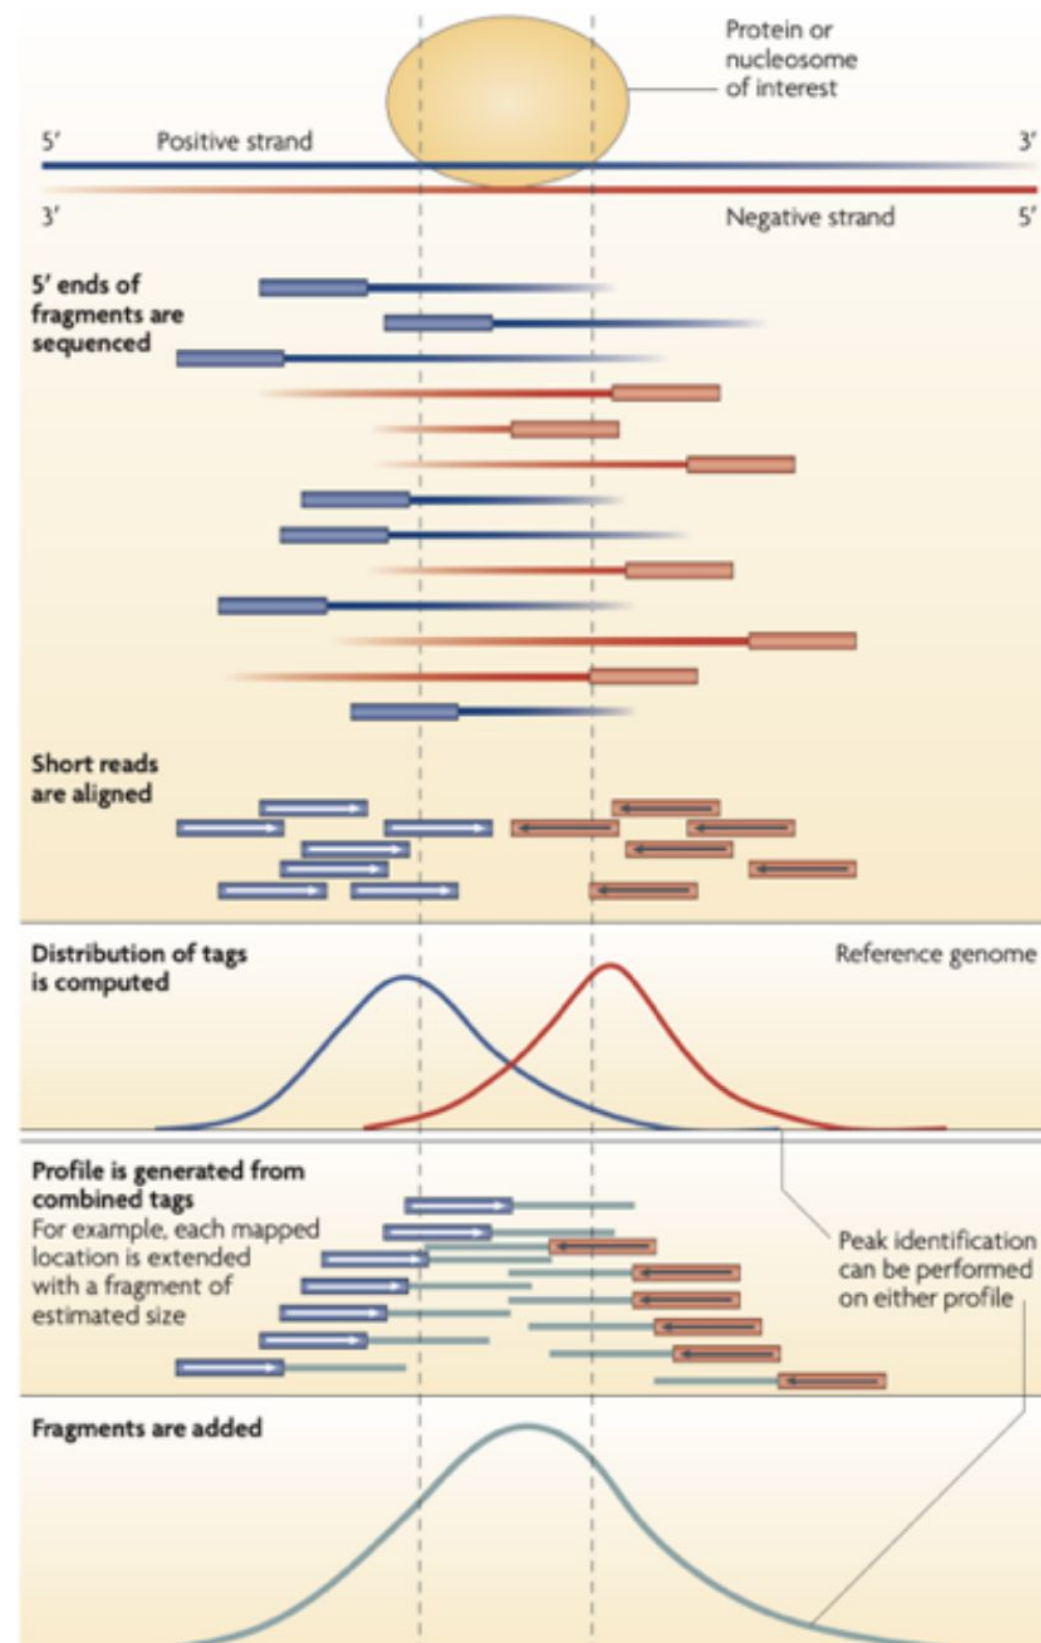 Protein or
nucleosome
of interest
5′ Positive strand 3′
3′ Negative strand 5′
5′ ends of
fragments are
sequenced
Short reads
are aligned
Distribution of tags
is computed
Reference genome
Profile is generated from
combined tags
For example, each mapped
location is extended
with a fragment of
estimated size
Peak identification
can be performed
on either profile
Fragments are added